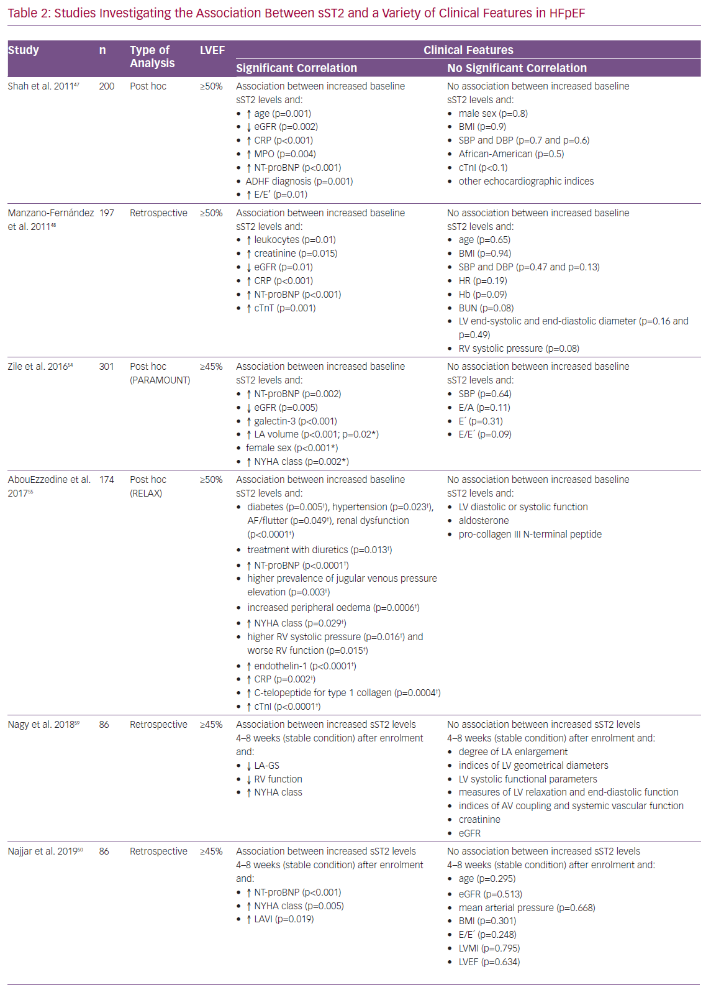 Table 2: Studies Investigating the Association Between sST2 and a Variety of Clinical Features in HFpEF
Study n Type of Analysis LVEF Clinical Features
Significant Correlation No Significant Correlation
Shah et al. 2011⁴⁷ 200 Post hoc ≥50%
Association between increased baseline
sST2 levels and:
• ↑ age (p=0.001)
• ↓ eGFR (p=0.002)
• ↑ CRP (p<0.001)
• ↑ MPO (p=0.004)
• ↑ NT-proBNP (p<0.001)
• ADHF diagnosis (p=0.001)
• ↑ E/E′ (p=0.01)
No association between increased baseline
sST2 levels and:
• male sex (p=0.8)
• BMI (p=0.9)
• SBP and DBP (p=0.7 and p=0.6)
• African-American (p=0.5)
• cTnI (p<0.1)
• other echocardiographic indices
Manzano-Fernández
et al. 2011⁴⁸
197 Retrospective ≥50%
Association between increased baseline
sST2 levels and:
• ↑ leukocytes (p=0.01)
• ↑ creatinine (p=0.015)
• ↓ eGFR (p=0.01)
• ↑ CRP (p<0.001)
• ↑ NT-proBNP (p<0.001)
• ↑ cTnT (p=0.001)
No association between increased baseline
sST2 levels and:
• age (p=0.65)
• BMI (p=0.94)
• SBP and DBP (p=0.47 and p=0.13)
• HR (p=0.19)
• Hb (p=0.09)
• BUN (p=0.08)
• LV end-systolic and end-diastolic diameter (p=0.16 and
p=0.49)
• RV systolic pressure (p=0.08)
Zile et al. 2016⁵⁴ 301
Post hoc
(PARAMOUNT)
≥45%
Association between increased baseline
sST2 levels and:
• ↑ NT-proBNP (p=0.002)
• ↓ eGFR (p=0.005)
• ↑ galectin-3 (p<0.001)
• ↑ LA volume (p<0.001; p=0.02*)
• female sex (p<0.001*)
• ↑ NYHA class (p=0.002*)
No association between increased baseline
sST2 levels and:
• SBP (p=0.64)
• E/A (p=0.11)
• E´ (p=0.31)
• E/E´ (p=0.09)
AbouEzzedine et al.
2017⁵⁵
174
Post hoc
(RELAX)
≥50%
Association between increased baseline
sST2 levels and:
• diabetes (p=0.005†), hypertension (p=0.023†),
AF/flutter (p=0.049†), renal dysfunction
(p<0.0001†)
• treatment with diuretics (p=0.013†)
• ↑ NT-proBNP (p<0.0001†)
• higher prevalence of jugular venous pressure
elevation (p=0.003†)
• increased peripheral oedema (p=0.0006†)
• ↑ NYHA class (p=0.029†)
• higher RV systolic pressure (p=0.016†) and
worse RV function (p=0.015†)
• ↑ endothelin-1 (p<0.0001†)
• ↑ CRP (p=0.002†)
• ↑ C-telopeptide for type 1 collagen (p=0.0004†)
• ↑ cTnI (p<0.0001†)
No association between increased baseline
sST2 levels and:
• LV diastolic or systolic function
• aldosterone
• pro-collagen III N-terminal peptide
Nagy et al. 2018⁵⁹ 86 Retrospective ≥45%
Association between increased sST2 levels
4–8 weeks (stable condition) after enrolment
and:
• ↓ LA-GS
• ↓ RV function
• ↑ NYHA class
No association between increased sST2 levels
4–8 weeks (stable condition) after enrolment and:
• degree of LA enlargement
• indices of LV geometrical diameters
• LV systolic functional parameters
• measures of LV relaxation and end-diastolic function
• indices of AV coupling and systemic vascular function
• creatinine
• eGFR
Najjar et al. 2019⁵⁰ 86 Retrospective ≥45%
Association between increased sST2 levels
4–8 weeks (stable condition) after enrolment
and:
• ↑ NT-proBNP (p<0.001)
• ↑ NYHA class (p=0.005)
• ↑ LAVI (p=0.019)
No association between increased sST2 levels
4–8 weeks (stable condition) after enrolment and:
• age (p=0.295)
• eGFR (p=0.513)
• mean arterial pressure (p=0.668)
• BMI (p=0.301)
• E/E´ (p=0.248)
• LVMI (p=0.795)
• LVEF (p=0.634)